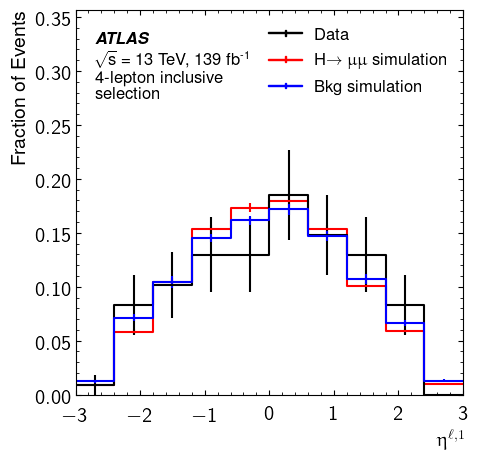 ATLAS
√s = 13 TeV, 139 fb⁻¹
4-lepton inclusive
selection
Data
H→ μμ simulation
Bkg simulation
Fraction of Events
0.35
0.30
0.25
0.20
0.15
0.10
0.05
0.00
−3 −2 −1 0 1 2 3
η^ℓ,1